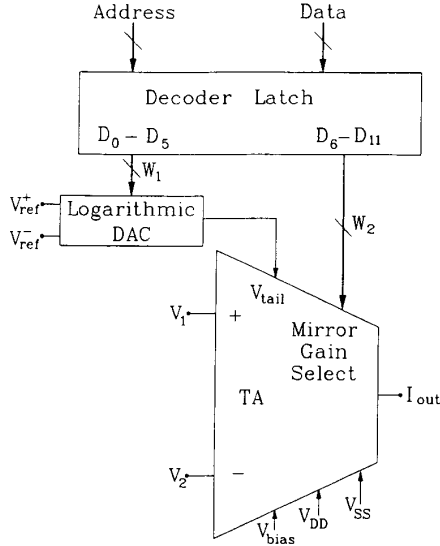 Address Data
Decoder Latch
D₀ – D₅ D₆ – D₁₁
W₁
V⁺ref
Logarithmic
V⁻ref
DAC
W₂
Vtail
V₁
+
Mirror
Gain
Select
TA
Iout
V₂
−
VSS
VDD
Vbias